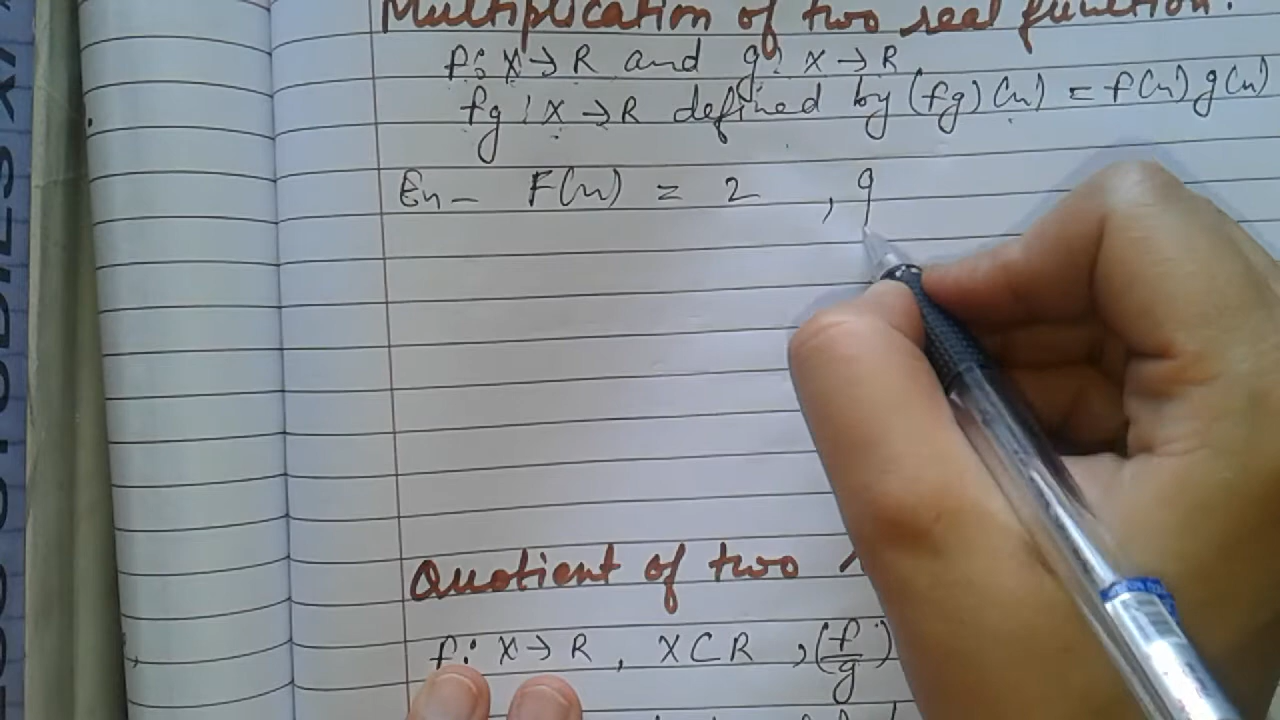 Multiplication of two real function.
f: X → R and g: X → R
fg: X → R defined by (fg)(x) = f(x) g(x)
Ex- F(x) = 2 , g
Quotient of two
f: X → R, X ⊂ R, (f/g)